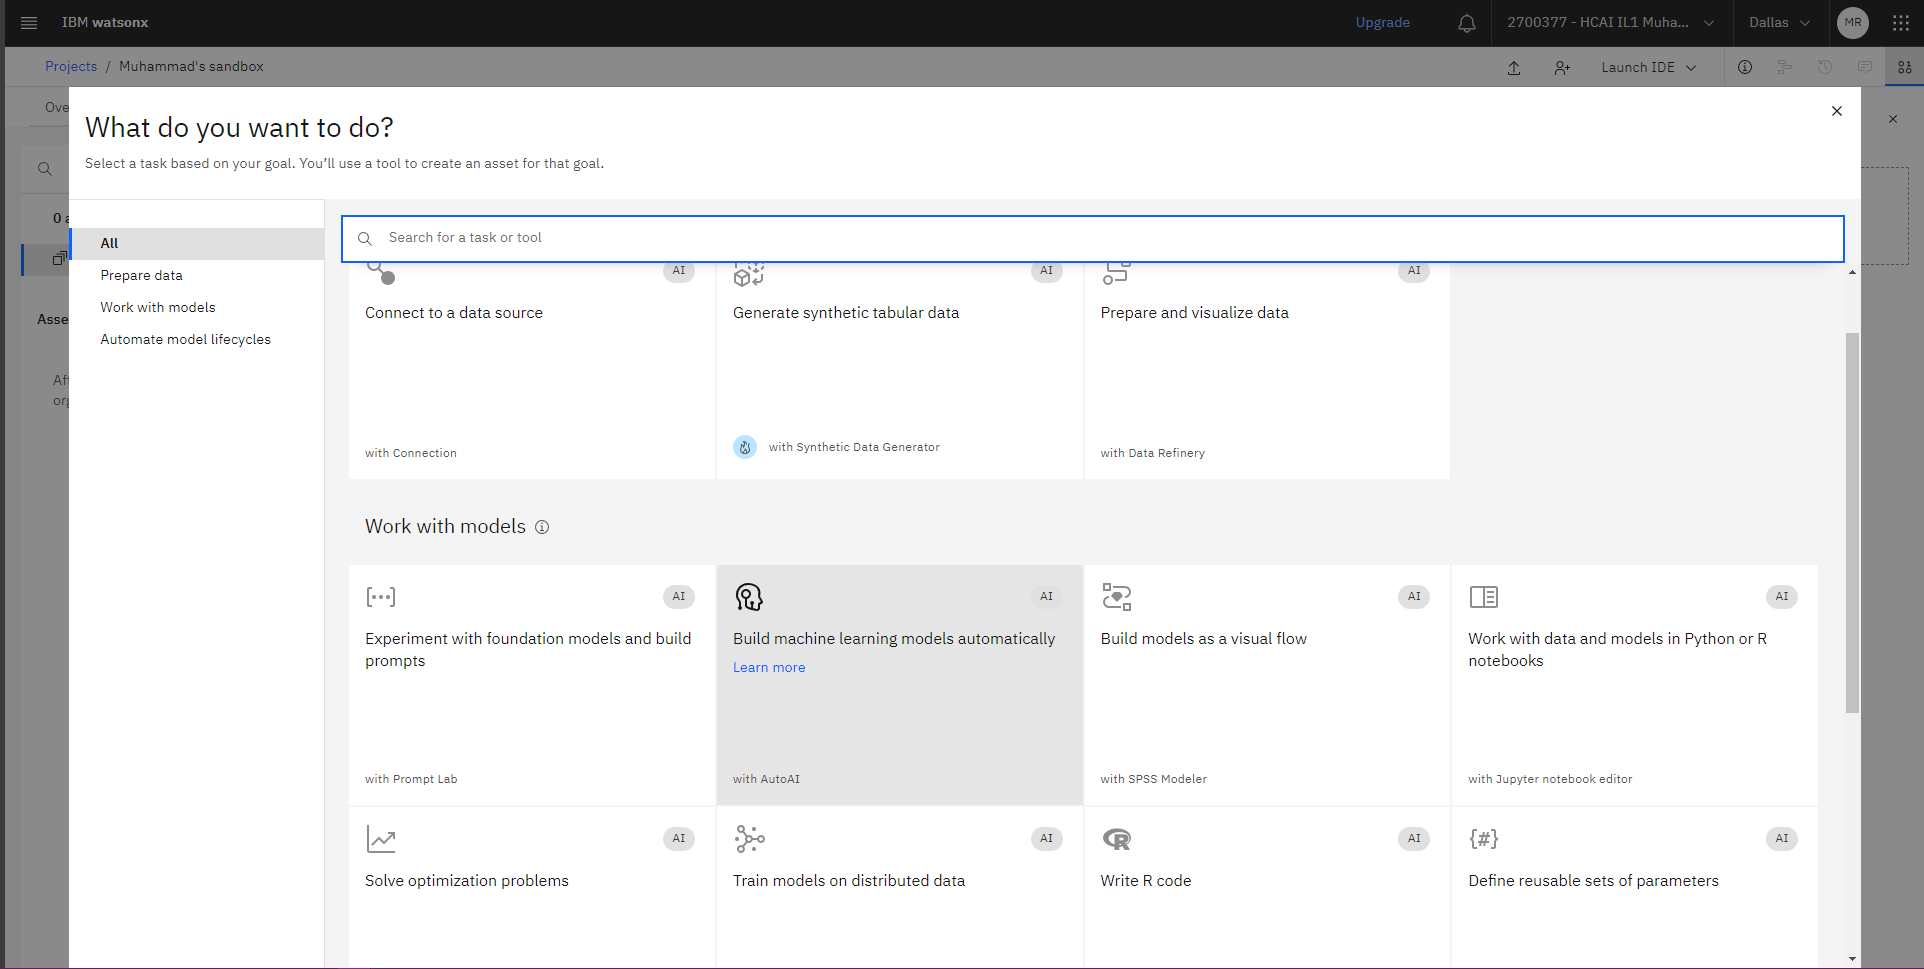 IBM watsonx
Upgrade
2700377 - HCAI IL1 Muha...
Dallas
MR
Projects / Muhammad's sandbox
Launch IDE
Ove
What do you want to do?
Select a task based on your goal. You’ll use a tool to create an asset for that goal.
0 a
Asse
Aft
org
All
Prepare data
Work with models
Automate model lifecycles
Search for a task or tool
AI
Connect to a data source
with Connection
AI
Generate synthetic tabular data
with Synthetic Data Generator
AI
Prepare and visualize data
with Data Refinery
Work with models
AI
Experiment with foundation models and build
prompts
with Prompt Lab
AI
Build machine learning models automatically
Learn more
with AutoAI
AI
Build models as a visual flow
with SPSS Modeler
AI
Work with data and models in Python or R
notebooks
with Jupyter notebook editor
AI
Solve optimization problems
AI
Train models on distributed data
R
AI
Write R code
{#}
AI
Define reusable sets of parameters